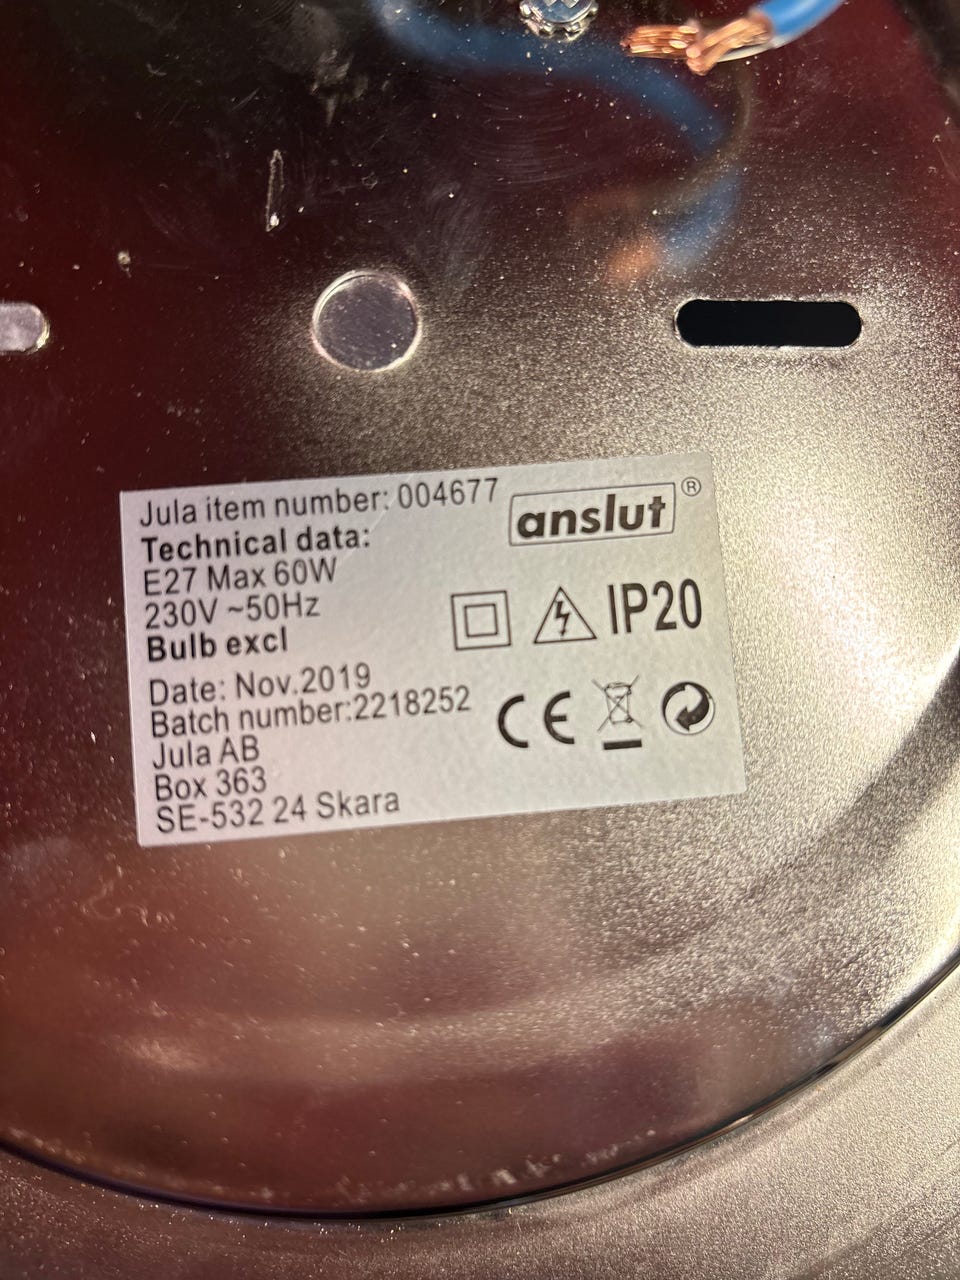 Jula item number: 004677
anslut®
Technical data:
E27 Max 60W
230V ~50Hz
IP20
Bulb excl
Date: Nov.2019
Batch number:2218252
CE
Jula AB
Box 363
SE-532 24 Skara